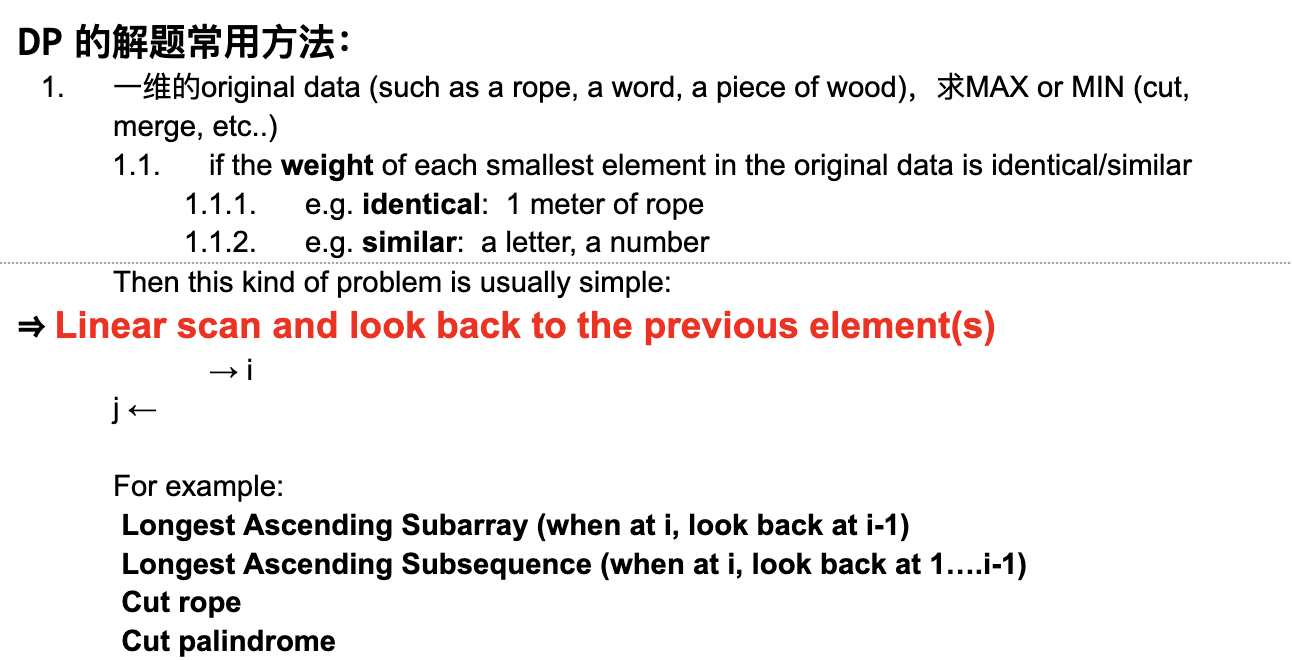 DP 的解题常用方法：
1. 一维的original data (such as a rope, a word, a piece of wood)，求MAX or MIN (cut,
merge, etc..)
1.1. if the weight of each smallest element in the original data is identical/similar
1.1.1. e.g. identical: 1 meter of rope
1.1.2. e.g. similar: a letter, a number
Then this kind of problem is usually simple:
⇒ Linear scan and look back to the previous element(s)
→ i
j ←
For example:
Longest Ascending Subarray (when at i, look back at i-1)
Longest Ascending Subsequence (when at i, look back at 1….i-1)
Cut rope
Cut palindrome